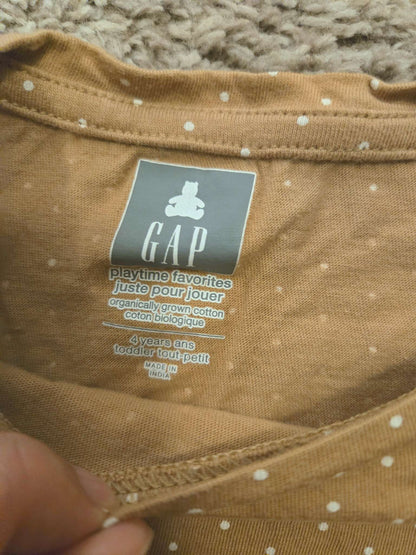 GAP
playtime favorites
juste pour jouer
organically grown cotton
coton biologique
4 years ans
toddler tout-petit
MADE IN
INDIA